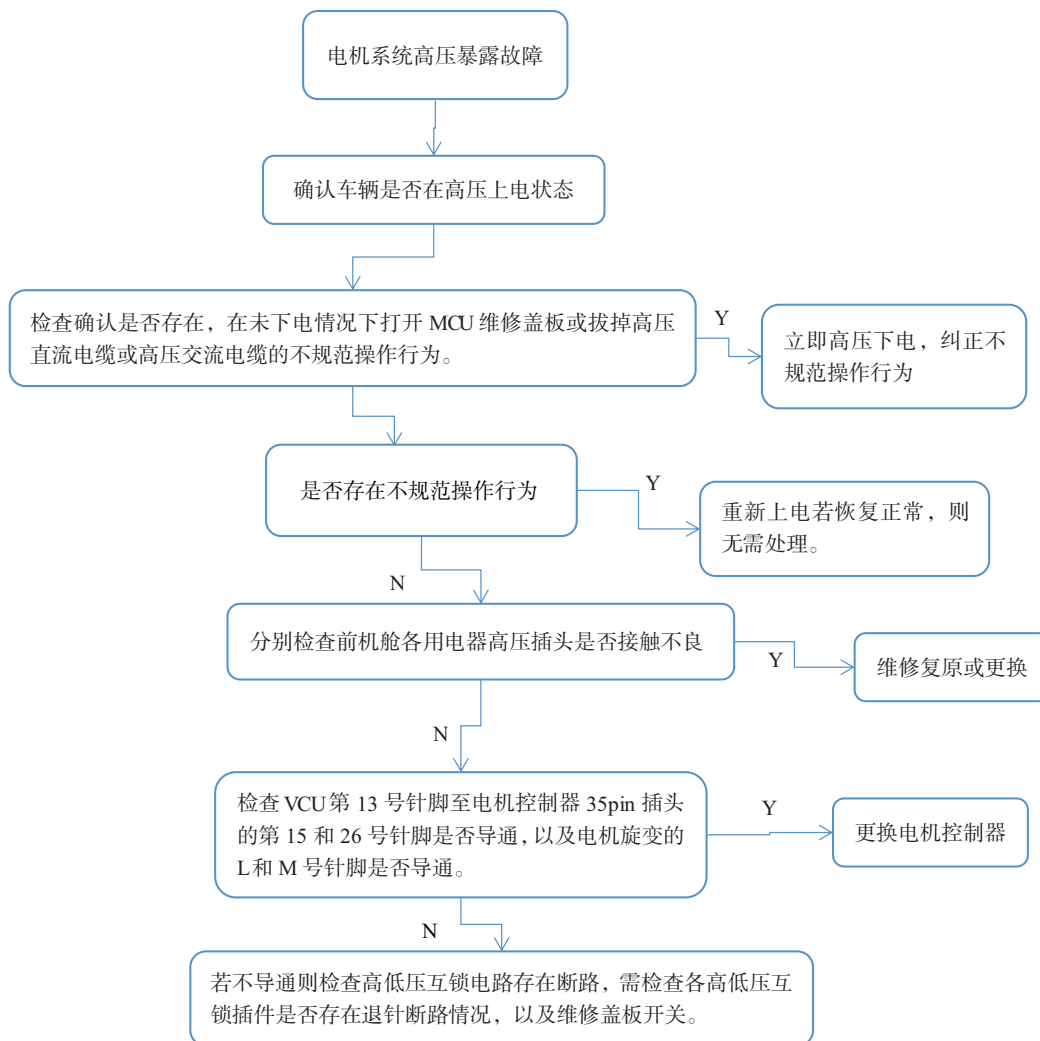 电机系统高压暴露故障
确认车辆是否在高压上电状态
检查确认是否存在，在未下电情况下打开 MCU 维修盖板或拔掉高压
直流电缆或高压交流电缆的不规范操作行为。
Y
立即高压下电，纠正不
规范操作行为
是否存在不规范操作行为
Y
重新上电若恢复正常，则
无需处理。
N
分别检查前机舱各用电器高压插头是否接触不良
Y
维修复原或更换
N
检查 VCU 第 13 号针脚至电机控制器 35pin 插头
的第 15 和 26 号针脚是否导通，以及电机旋变的
L 和 M 号针脚是否导通。
Y
更换电机控制器
N
若不导通则检查高低压互锁电路存在断路，需检查各高低压互
锁插件是否存在退针断路情况，以及维修盖板开关。